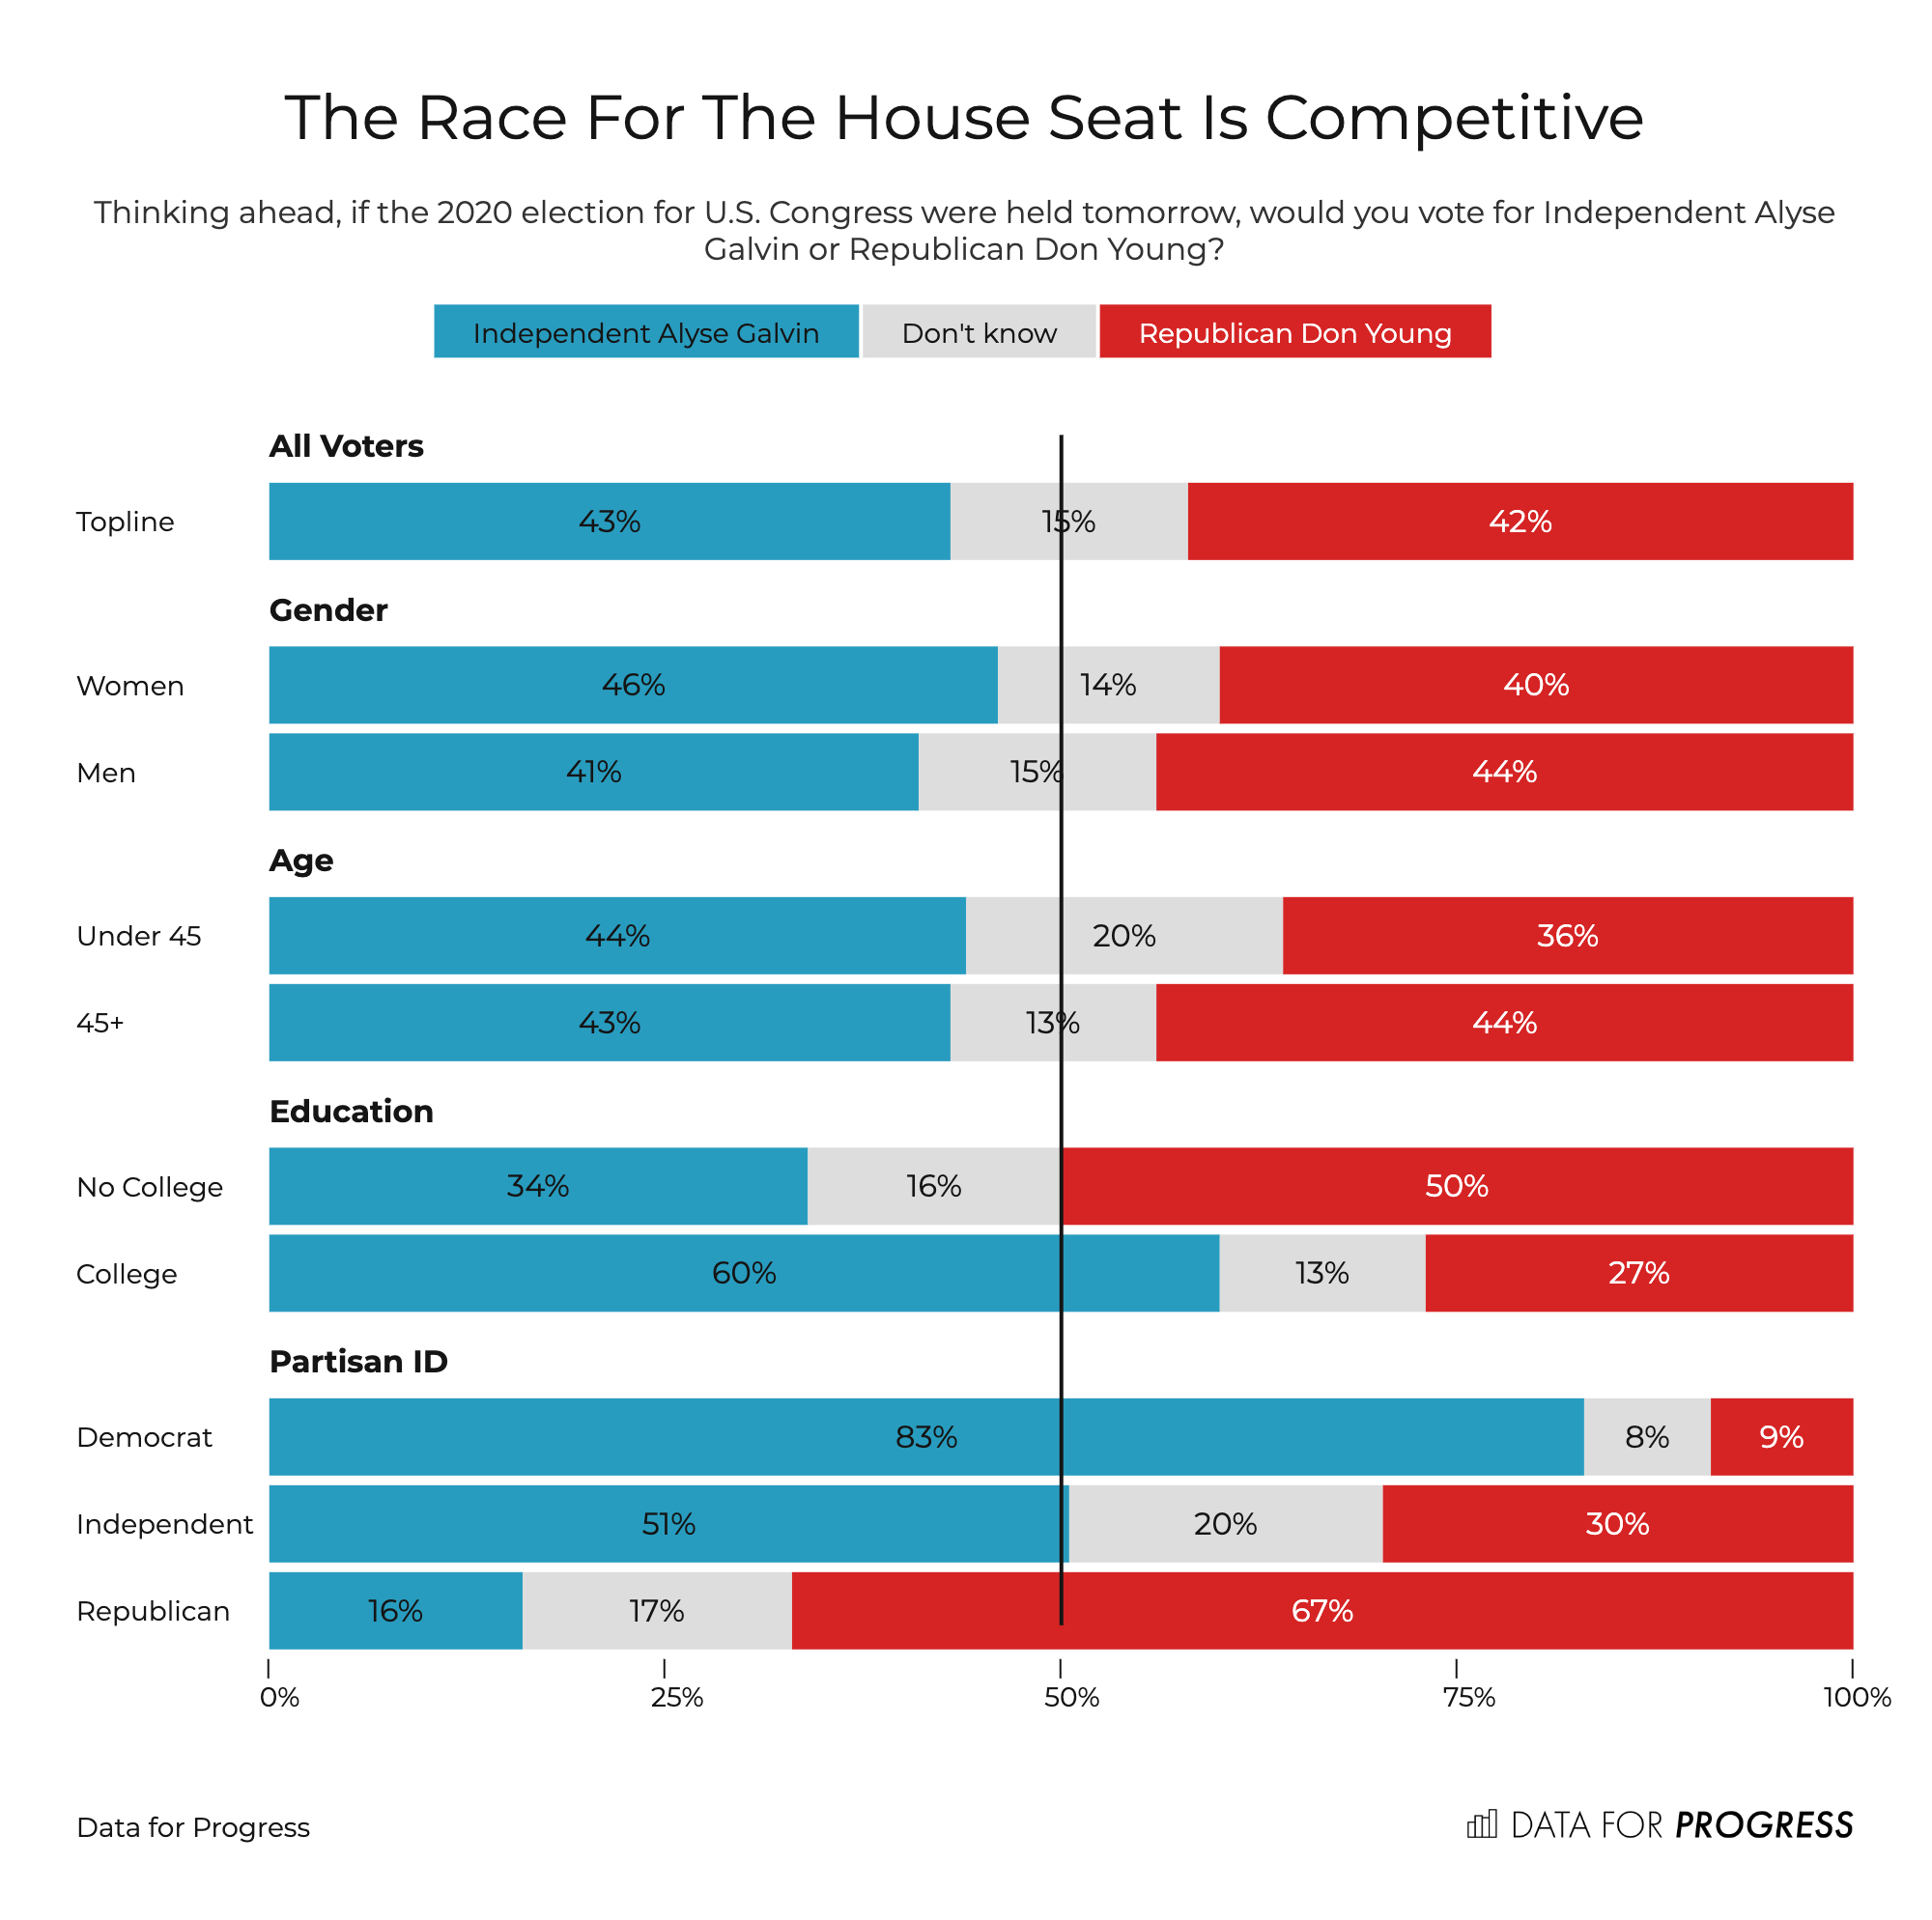 The Race For The House Seat Is Competitive
Thinking ahead, if the 2020 election for U.S. Congress were held tomorrow, would you vote for Independent Alyse
Galvin or Republican Don Young?
Independent Alyse Galvin Don't know Republican Don Young
All Voters
Topline 43% 15% 42%
Gender
Women 46% 14% 40%
Men 41% 15% 44%
Age
Under 45 44% 20% 36%
45+ 43% 13% 44%
Education
No College 34% 16% 50%
College 60% 13% 27%
Partisan ID
Democrat 83% 8% 9%
Independent 51% 20% 30%
Republican 16% 17% 67%
0% 25% 50% 75% 100%
Data for Progress DATA FOR PROGRESS